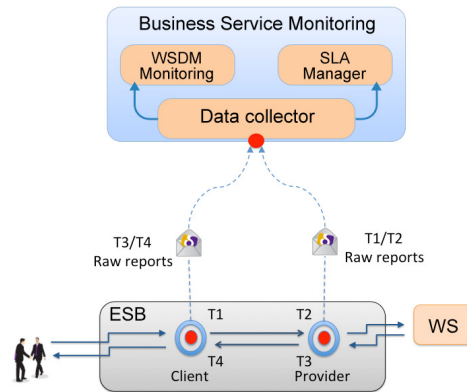 Business Service Monitoring
WSDM
Monitoring
SLA
Manager
Data collector
T3/T4
Raw reports
T1/T2
Raw reports
ESB
T1
T2
WS
T4
T3
Client
Provider